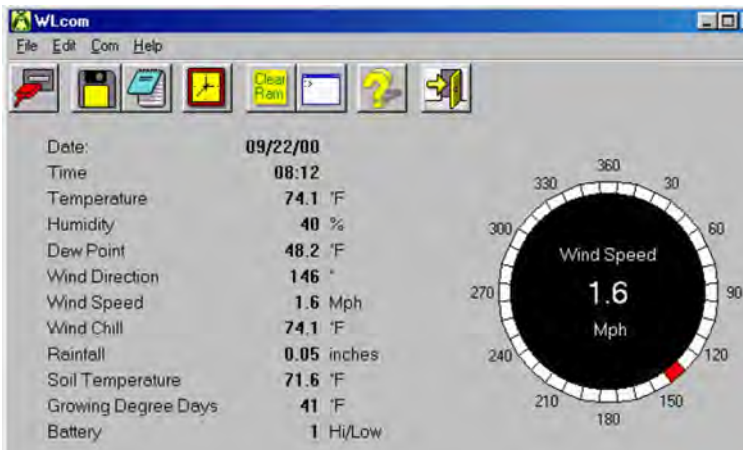 WLcom
File Edit Com Help
Clear
Ram
Date: 09/22/00
Time 08:12
Temperature 74.1 °F
Humidity 40 %
Dew Point 48.2 °F
Wind Direction 146 °
Wind Speed 1.6 Mph
Wind Chill 74.1 °F
Rainfall 0.05 inches
Soil Temperature 71.6 °F
Growing Degree Days 41 °F
Battery 1 Hi/Low
360
330 30
300 60
Wind Speed
270 1.6 90
Mph
240 120
210 150
180